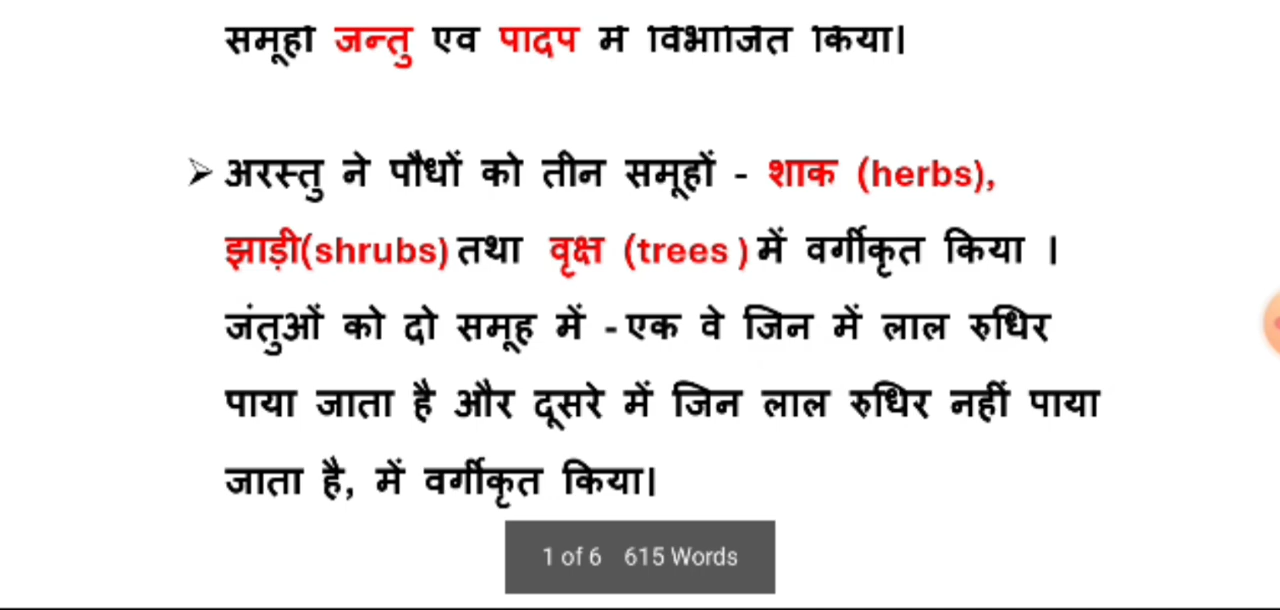 समूहों जन्तु एवं पादप में विभाजित किया।
➢ अरस्तु ने पौधों को तीन समूहों - शाक (herbs),
झाड़ी(shrubs) तथा वृक्ष (trees ) में वर्गीकृत किया ।
जंतुओं को दो समूह में - एक वे जिन में लाल रुधिर
पाया जाता है और दूसरे में जिन लाल रुधिर नहीं पाया
जाता है, में वर्गीकृत किया।
1 of 6 615 Words